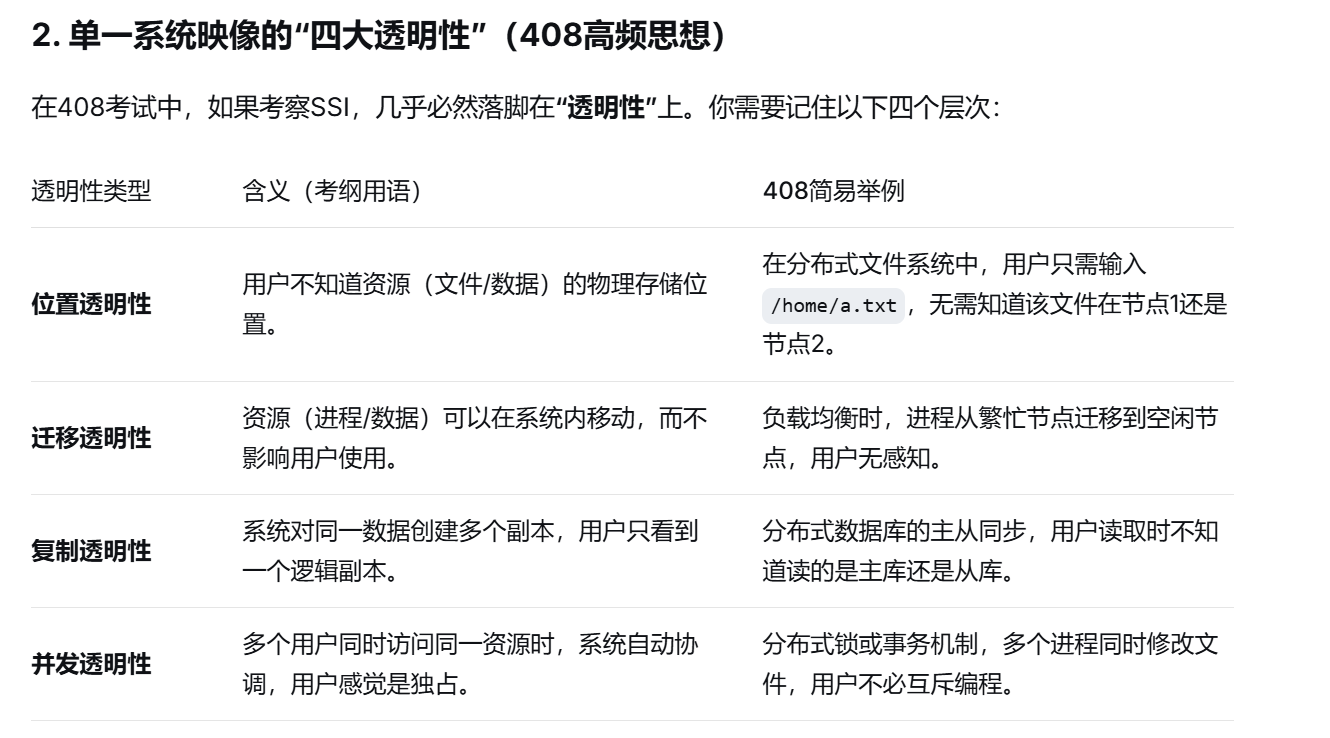 2. 单一系统映像的“四大透明性”（408高频思想）
在408考试中，如果考察SSI，几乎必然落脚在“透明性”上。你需要记住以下四个层次：
透明性类型 含义（考纲用语） 408简易举例
位置透明性
用户不知道资源（文件/数据）的物理存储位
置。
在分布式文件系统中，用户只需输入
/home/a.txt ，无需知道该文件在节点1还是
节点2。
迁移透明性
资源（进程/数据）可以在系统内移动，而不
影响用户使用。
负载均衡时，进程从繁忙节点迁移到空闲节
点，用户无感知。
复制透明性
系统对同一数据创建多个副本，用户只看到
一个逻辑副本。
分布式数据库的主从同步，用户读取时不知
道读的是主库还是从库。
并发透明性
多个用户同时访问同一资源时，系统自动协
调，用户感觉是独占。
分布式锁或事务机制，多个进程同时修改文
件，用户不必互斥编程。